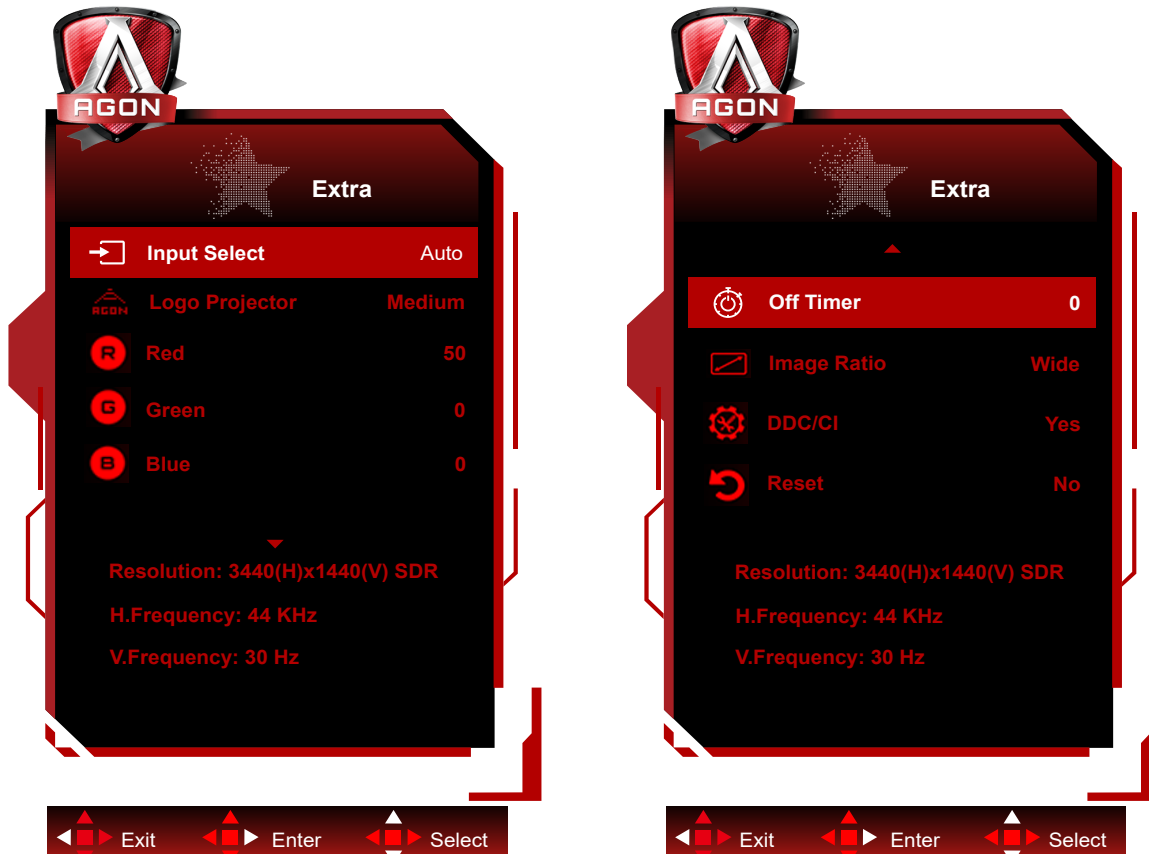 AGON
Extra
Input Select Auto
AGON Logo Projector Medium
R Red 50
G Green 0
B Blue 0
Resolution: 3440(H)x1440(V) SDR
H.Frequency: 44 KHz
V.Frequency: 30 Hz
Exit Enter Select
AGON
Extra
Off Timer 0
Image Ratio Wide
DDC/CI Yes
Reset No
Resolution: 3440(H)x1440(V) SDR
H.Frequency: 44 KHz
V.Frequency: 30 Hz
Exit Enter Select